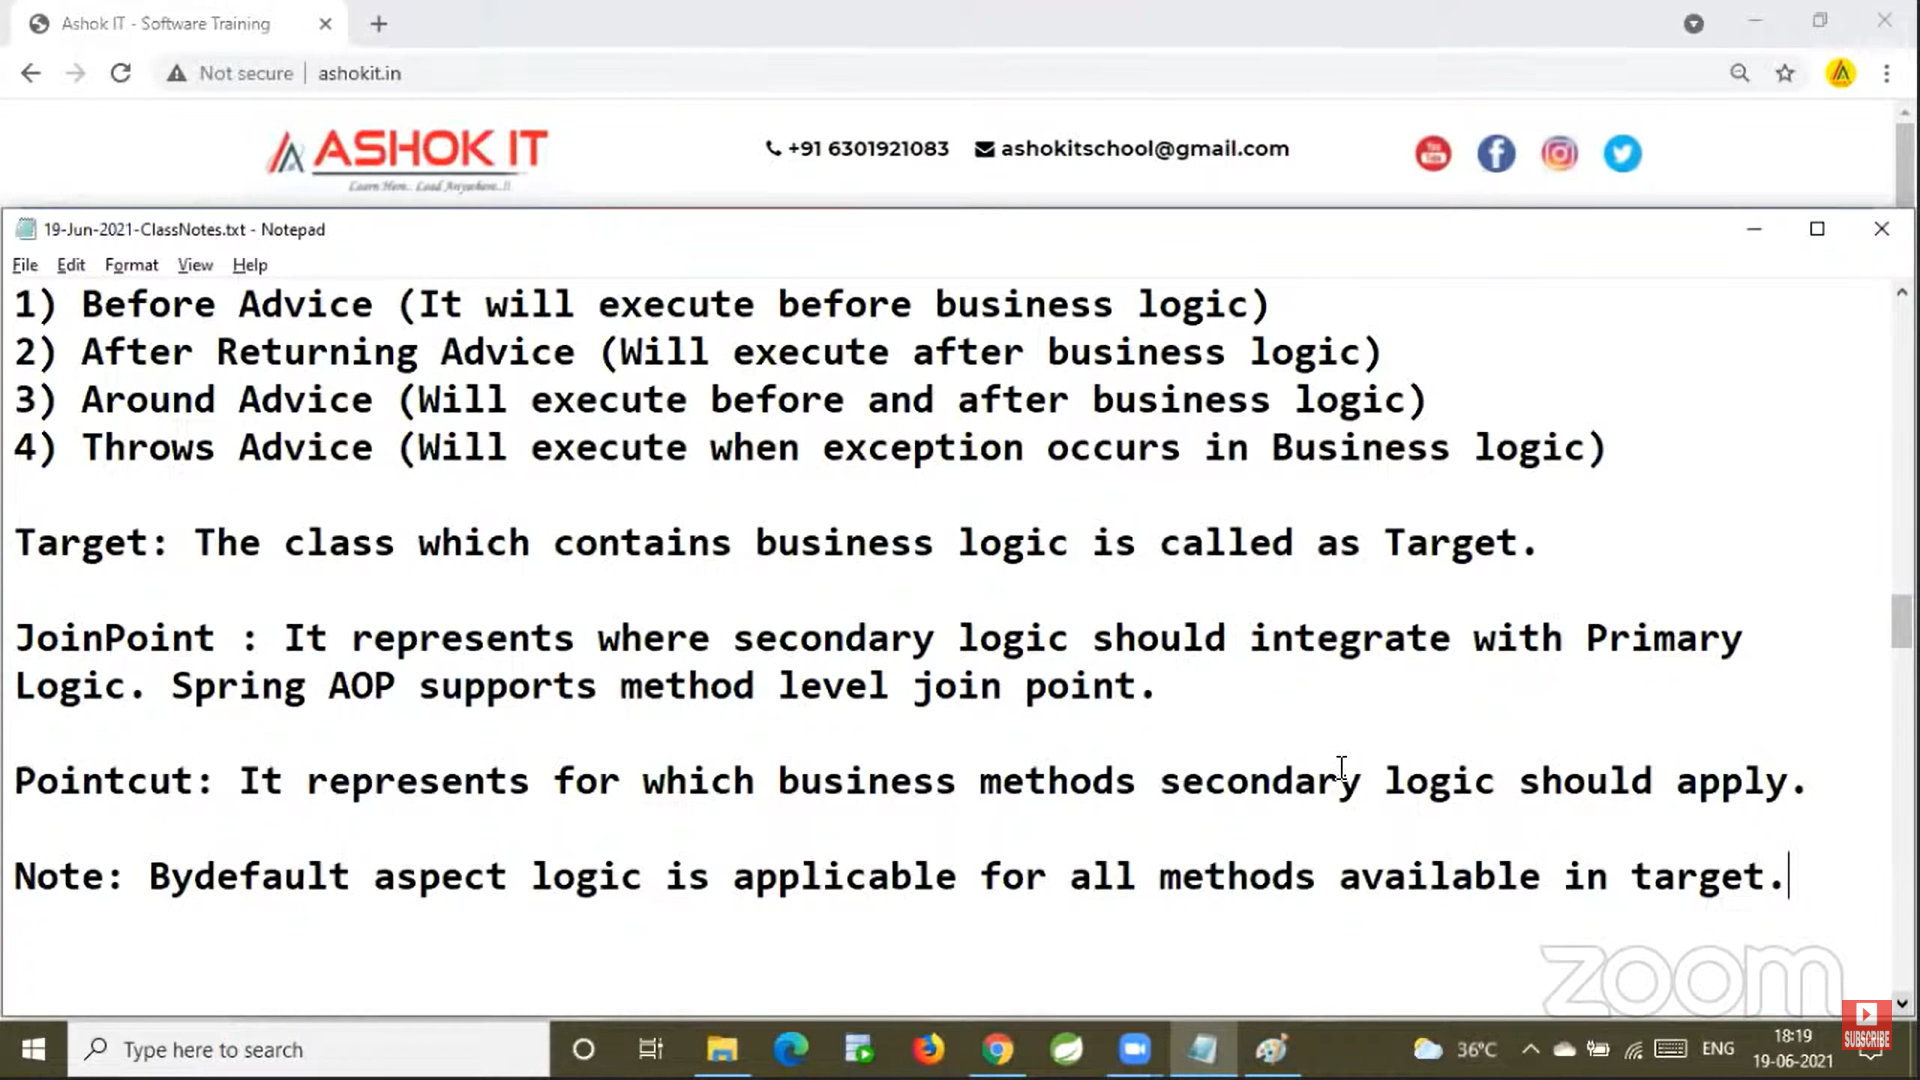 Ashok IT - Software Training
Not secure | ashokit.in
ASHOK IT
Learn Here.. Lead Anywhere..!!
+91 6301921083 ashokitschool@gmail.com
19-Jun-2021-ClassNotes.txt - Notepad
File Edit Format View Help
1) Before Advice (It will execute before business logic)
2) After Returning Advice (Will execute after business logic)
3) Around Advice (Will execute before and after business logic)
4) Throws Advice (Will execute when exception occurs in Business logic)
Target: The class which contains business logic is called as Target.
JoinPoint : It represents where secondary logic should integrate with Primary
Logic. Spring AOP supports method level join point.
Pointcut: It represents for which business methods secondary logic should apply.
Note: Bydefault aspect logic is applicable for all methods available in target.
zoom
SUBSCRIBE
Type here to search
36°C
ENG
18:19
19-06-2021